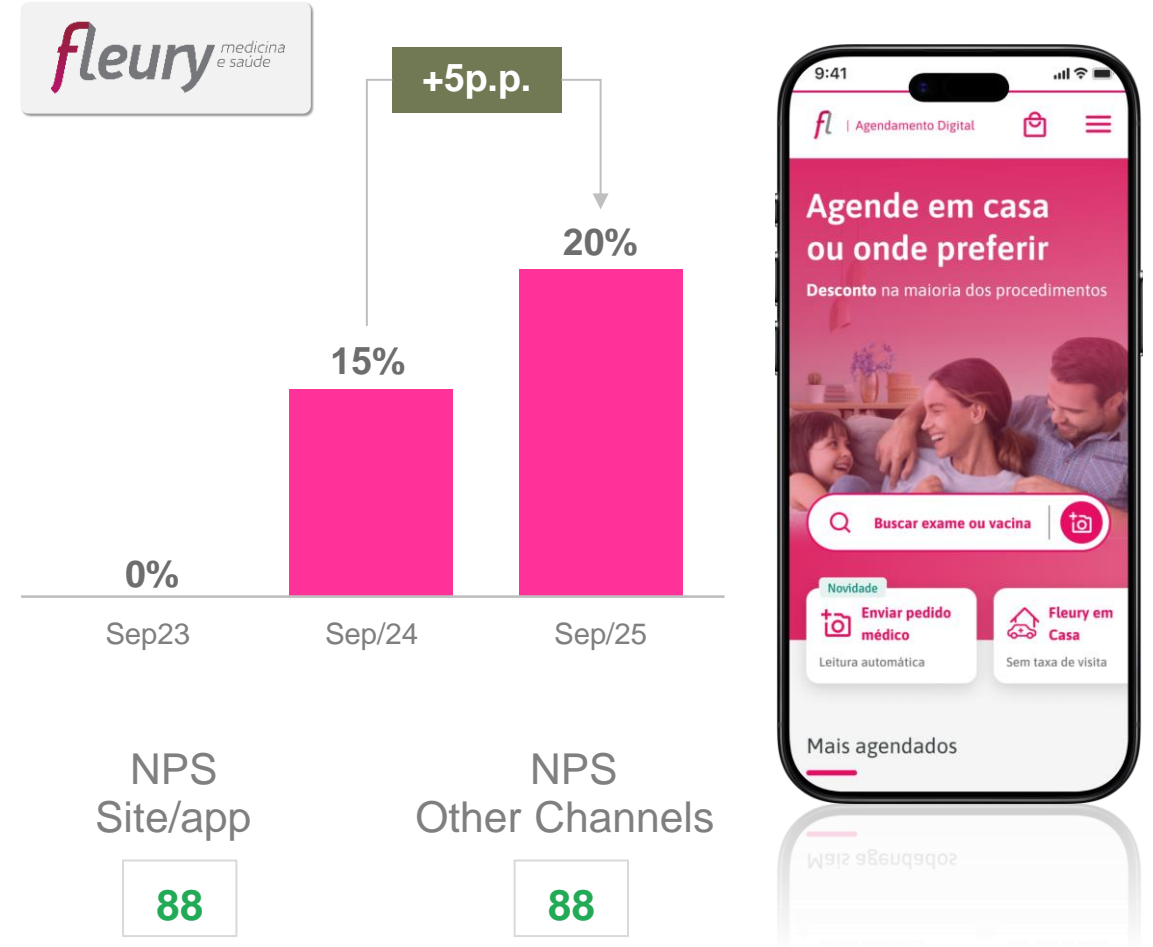 fleury medicina
e saúde
+5p.p.
20%
15%
0%
Sep23
Sep/24
Sep/25
NPS
Site/app
88
NPS
Other Channels
88
9:41
fl | Agendamento Digital
Agende em casa
ou onde preferir
Desconto na maioria dos procedimentos
Buscar exame ou vacina
Novidade
Enviar pedido
médico
Leitura automática
Fleury em
Casa
Sem taxa de visita
Mais agendados
Mais agendados